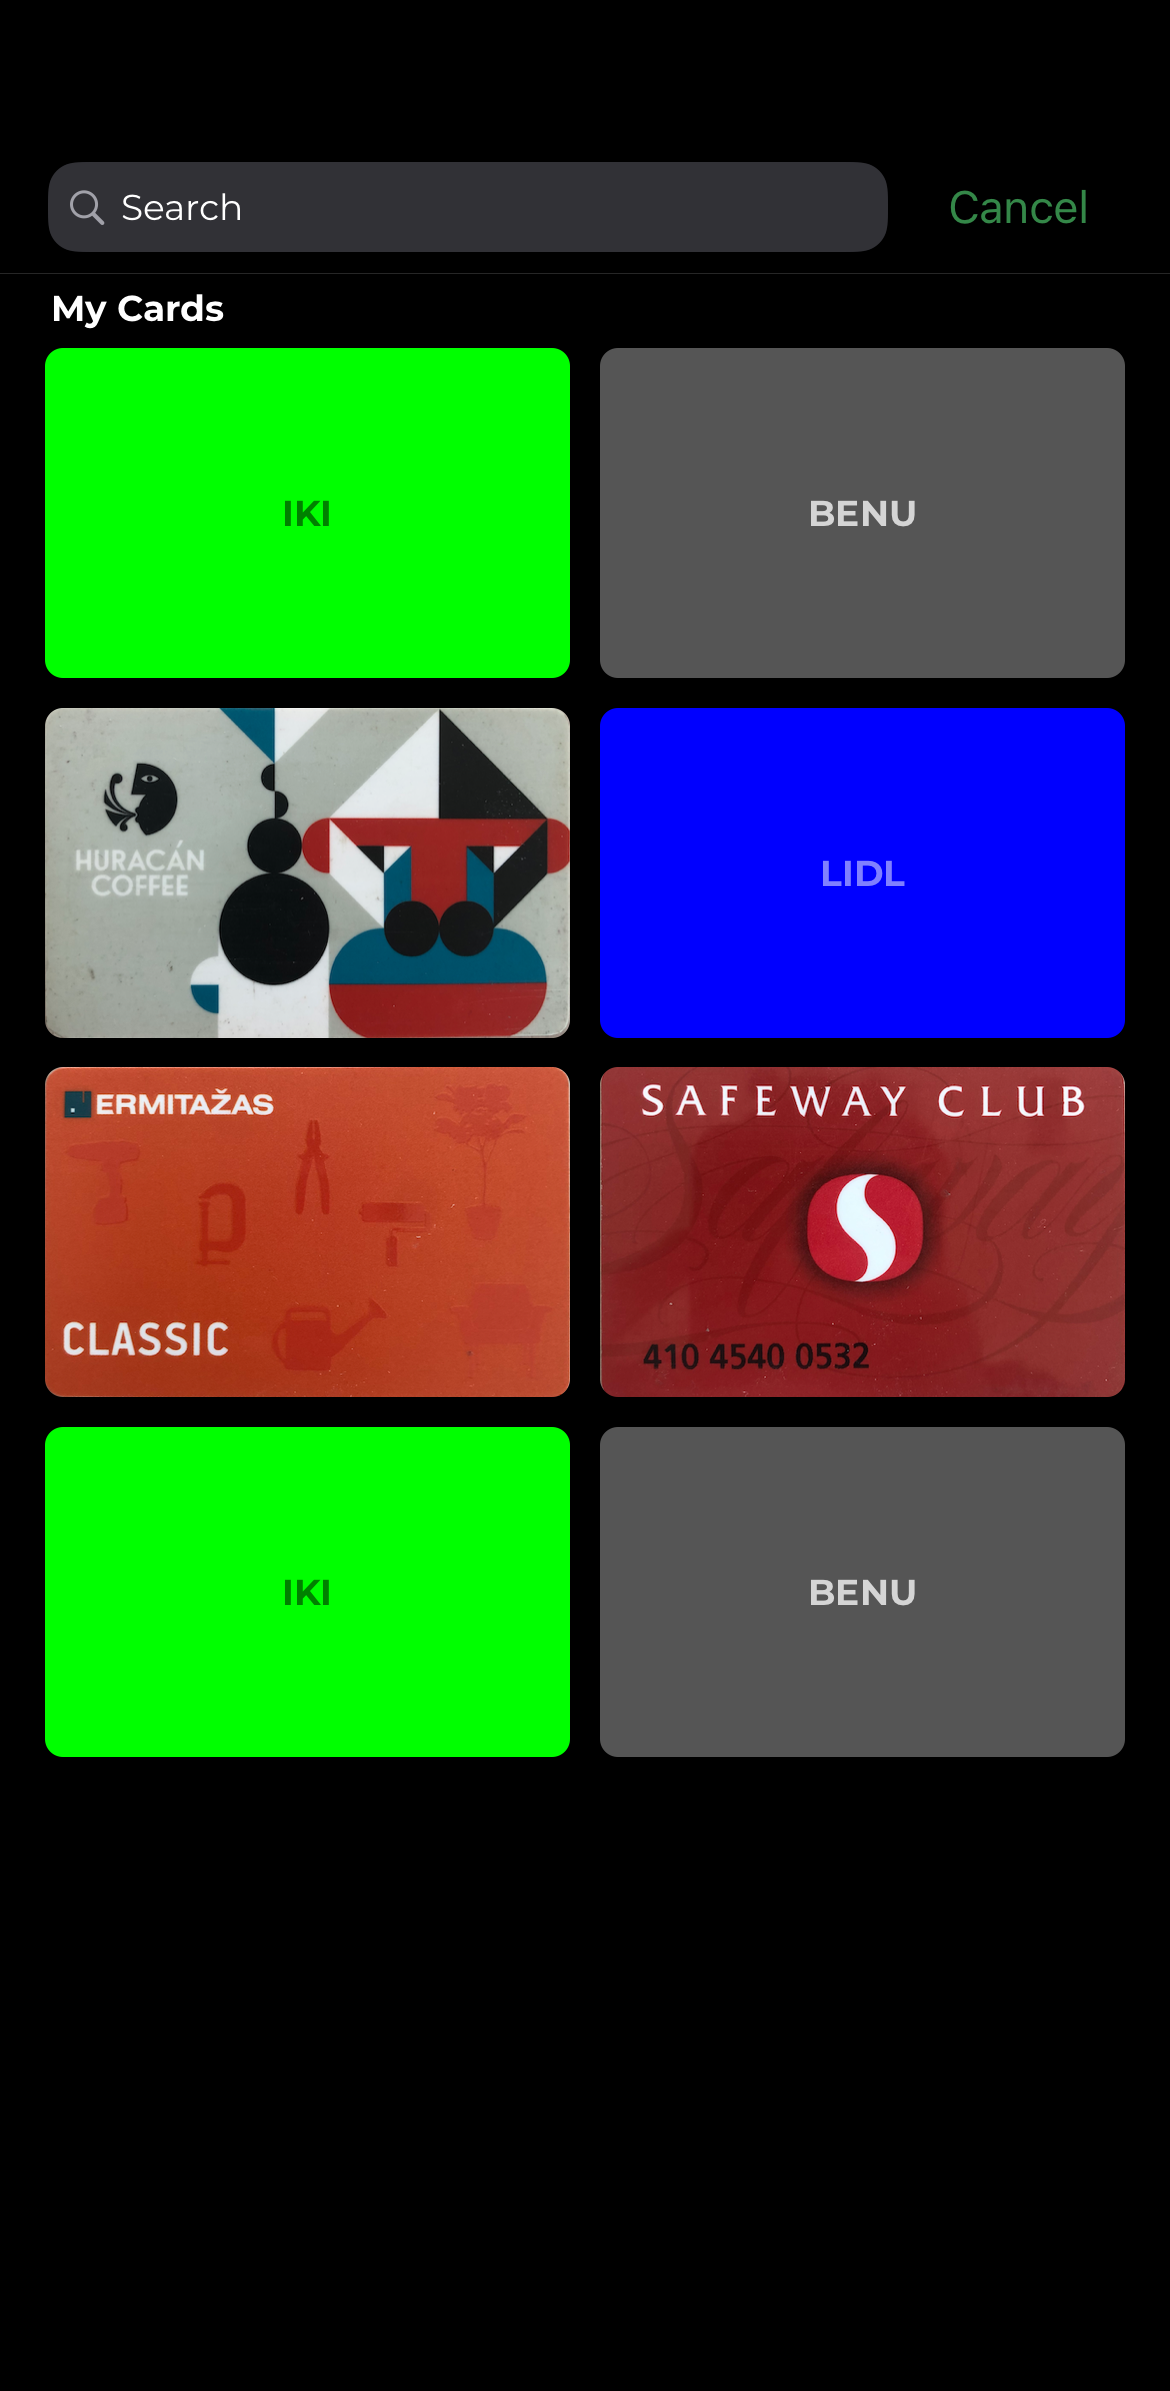 Search
Cancel
My Cards
IKI
BENU
HURACÁN
COFFEE
LIDL
ERMITAŽAS
CLASSIC
SAFEWAY CLUB
410 4540 0532
IKI
BENU